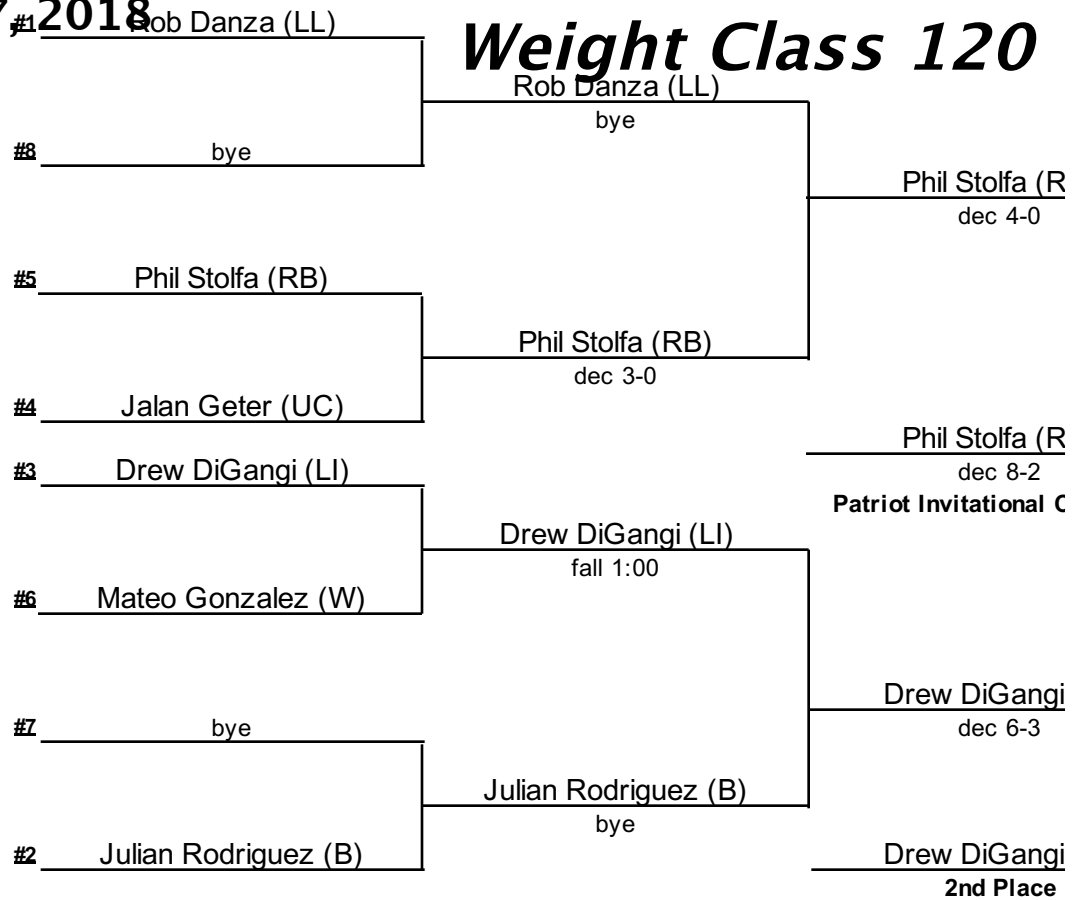 7, 2018
Weight Class 120
#1 Rob Danza (LL)
Rob Danza (LL)
bye
#8 bye
Phil Stolfa (R
dec 4-0
#5 Phil Stolfa (RB)
Phil Stolfa (RB)
dec 3-0
#4 Jalan Geter (UC)
Phil Stolfa (R
dec 8-2
Patriot Invitational C
#3 Drew DiGangi (LI)
Drew DiGangi (LI)
fall 1:00
#6 Mateo Gonzalez (W)
Drew DiGangi
dec 6-3
#7 bye
Julian Rodriguez (B)
bye
#2 Julian Rodriguez (B)
Drew DiGangi
2nd Place